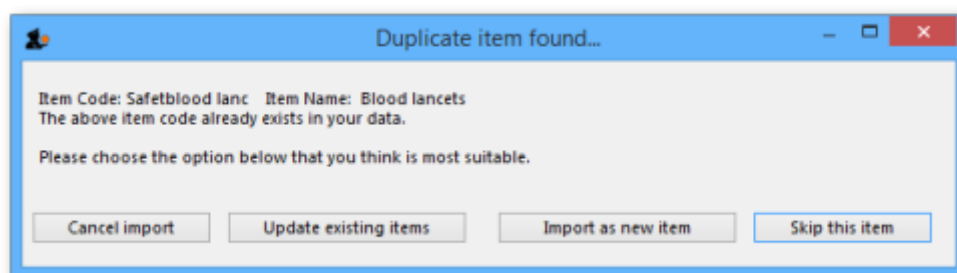 Duplicate item found...
Item Code: Safetblood lanc Item Name: Blood lancets
The above item code already exists in your data.
Please choose the option below that you think is most suitable.
Cancel import Update existing items Import as new item Skip this item